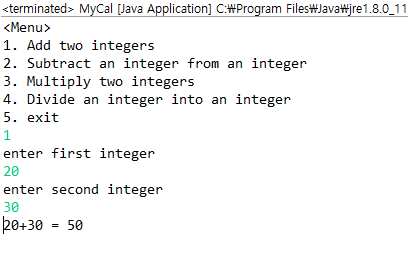 <terminated> MyCal [Java Application] C:₩Program Files₩Java₩jre1.8.0_11
<Menu>
1. Add two integers
2. Subtract an integer from an integer
3. Multiply two integers
4. Divide an integer into an integer
5. exit
1
enter first integer
20
enter second integer
30
20+30 = 50